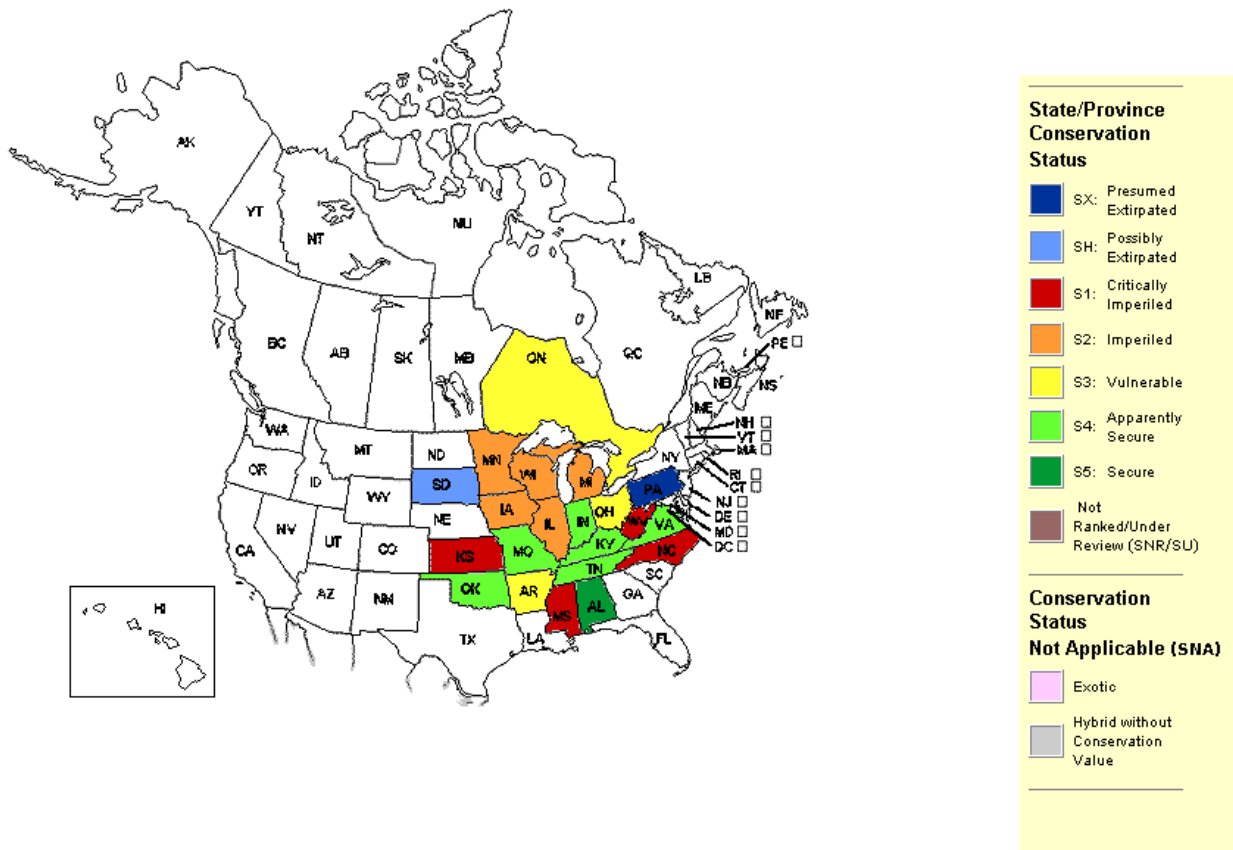 AK
YT
NT
NU
LB
NF
PE
BC
AB
SK
MB
ON
QC
NB
NS
ME
NH
VT
MA
WA
MT
ND
MN
NY
OR
ID
SD
WI
MI
RI
CT
WY
IA
PA
NJ
NE
OH
DE
NV
IL
IN
WV
VA
MD
UT
CO
DC
CA
KS
MO
KY
NC
TN
AZ
NM
OK
AR
SC
MS
AL
GA
HI
TX
LA
FL
State/Province
Conservation
Status
SX: Presumed
Extirpated
SH: Possibly
Extirpated
S1: Critically
Imperiled
S2: Imperiled
S3: Vulnerable
S4: Apparently
Secure
S5: Secure
Not
Ranked/Under
Review (SNR/SU)
Conservation
Status
Not Applicable (SNA)
Exotic
Hybrid without
Conservation
Value